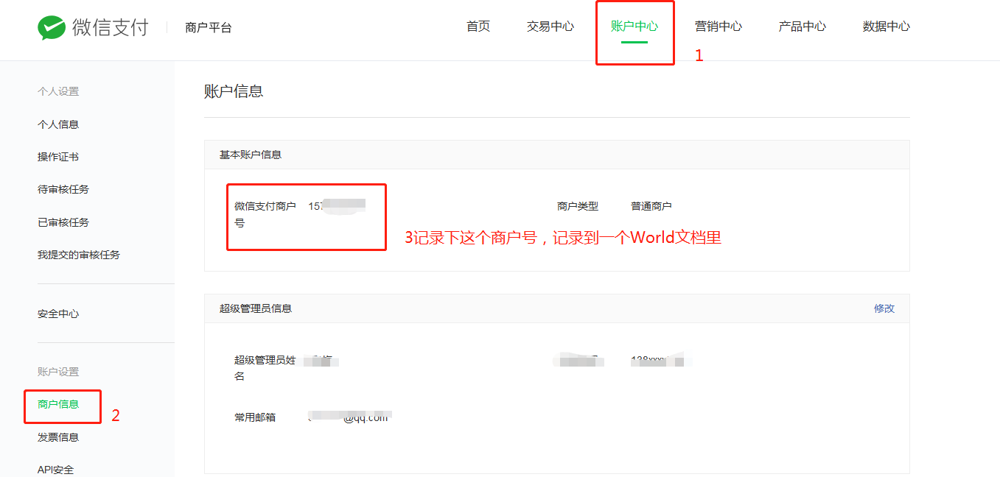 微信支付 商户平台 首页 交易中心 账户中心 营销中心 产品中心 数据中心
1
个人设置
个人信息
操作证书
待审核任务
已审核任务
我提交的审核任务
安全中心
账户设置
商户信息
2
发票信息
API安全
账户信息
基本账户信息
微信支付商户号 157
商户类型 普通商户
3记录下这个商户号，记录到一个World文档里
超级管理员信息 修改
超级管理员姓名
常用邮箱 @qq.com